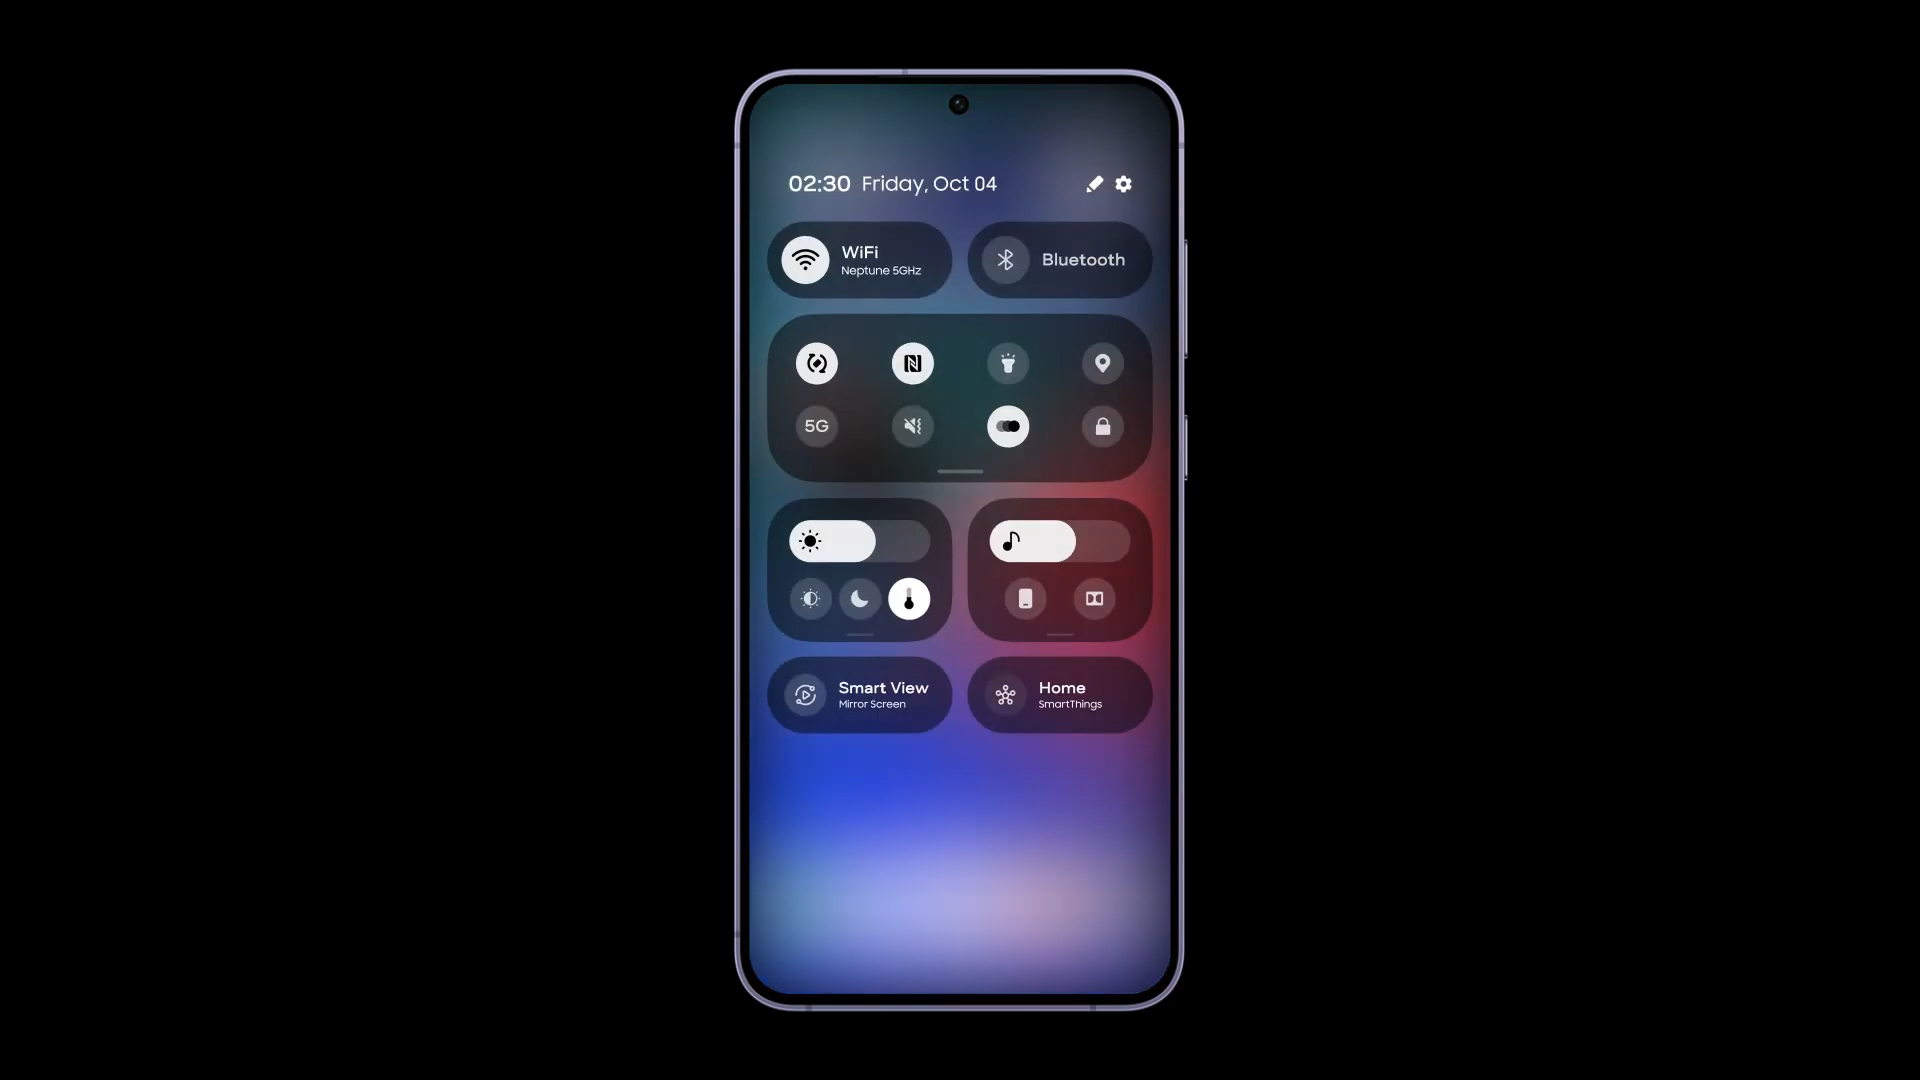 02:30 Friday, Oct 04
WiFi
Neptune 5GHz
Bluetooth
5G
Smart View
Mirror Screen
Home
SmartThings